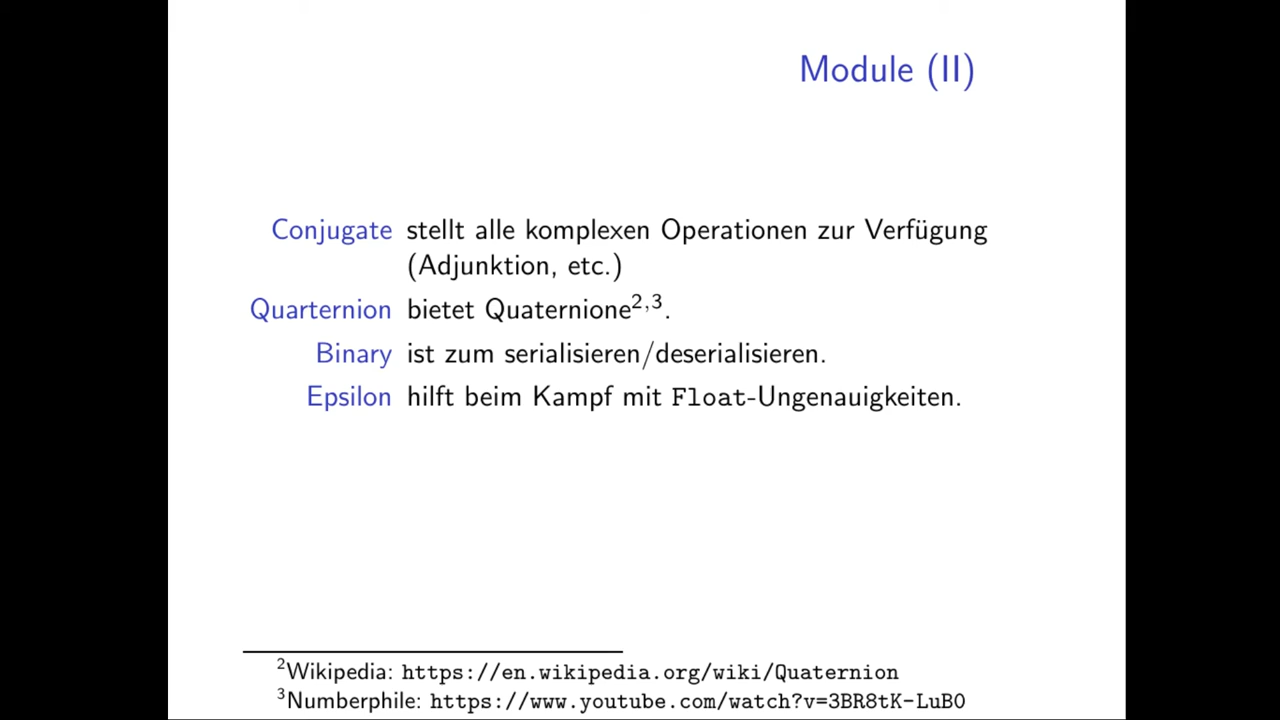 Module (II)
Conjugate stellt alle komplexen Operationen zur Verfügung
(Adjunktion, etc.)
Quarternion bietet Quaternione2,3.
Binary ist zum serialisieren/deserialisieren.
Epsilon hilft beim Kampf mit Float-Ungenauigkeiten.
2Wikipedia: https://en.wikipedia.org/wiki/Quaternion
3Numberphile: https://www.youtube.com/watch?v=3BR8tK-LuB0